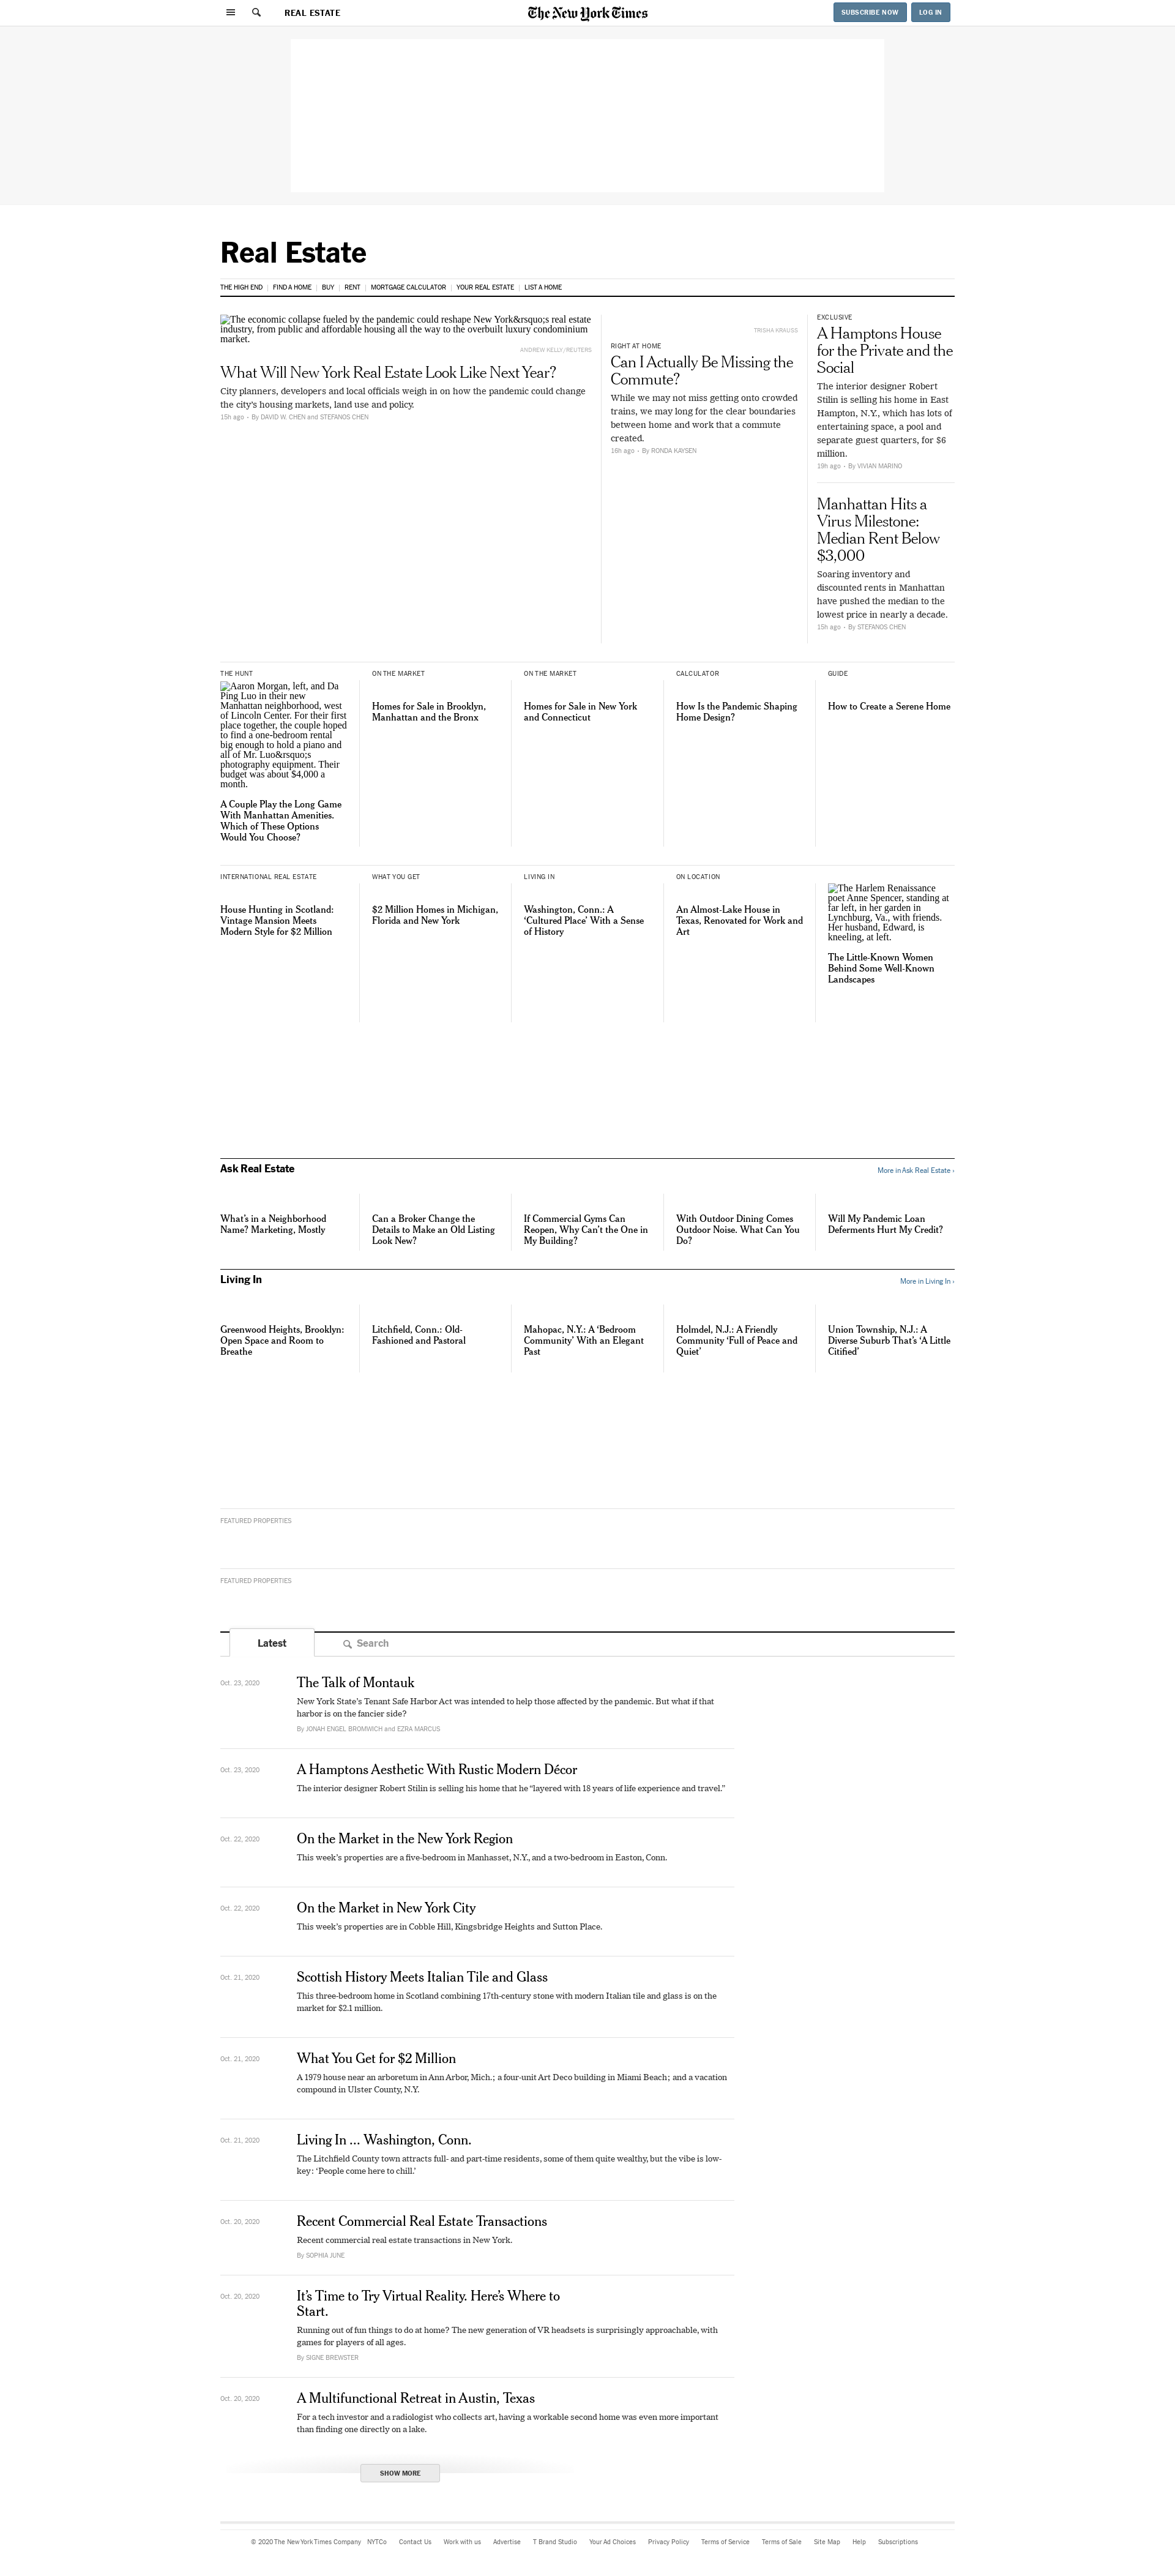 REAL ESTATE
The New York Times
SUBSCRIBE NOW
LOG IN
Real Estate
THE HIGH END | FIND A HOME | BUY | RENT | MORTGAGE CALCULATOR | YOUR REAL ESTATE | LIST A HOME
The economic collapse fueled by the pandemic could reshape New York&rsquo;s real estate
industry, from public and affordable housing all the way to the overbuilt luxury condominium
market.
ANDREW KELLY/REUTERS
What Will New York Real Estate Look Like Next Year?
City planners, developers and local officials weigh in on how the pandemic could change
the city's housing markets, land use and policy.
15h ago • By DAVID W. CHEN and STEFANOS CHEN
TRISHA KRAUSS
RIGHT AT HOME
Can I Actually Be Missing the
Commute?
While we may not miss getting onto crowded
trains, we may long for the clear boundaries
between home and work that a commute
created.
16h ago • By RONDA KAYSEN
EXCLUSIVE
A Hamptons House
for the Private and the
Social
The interior designer Robert
Stilin is selling his home in East
Hampton, N.Y., which has lots of
entertaining space, a pool and
separate guest quarters, for $6
million.
19h ago • By VIVIAN MARINO
Manhattan Hits a
Virus Milestone:
Median Rent Below
$3,000
Soaring inventory and
discounted rents in Manhattan
have pushed the median to the
lowest price in nearly a decade.
15h ago • By STEFANOS CHEN
THE HUNT
Aaron Morgan, left, and Da
Ping Luo in their new
Manhattan neighborhood, west
of Lincoln Center. For their first
place together, the couple hoped
to find a one-bedroom rental
big enough to hold a piano and
all of Mr. Luo&rsquo;s
photography equipment. Their
budget was about $4,000 a
month.
A Couple Play the Long Game
With Manhattan Amenities.
Which of These Options
Would You Choose?
ON THE MARKET
Homes for Sale in Brooklyn,
Manhattan and the Bronx
ON THE MARKET
Homes for Sale in New York
and Connecticut
CALCULATOR
How Is the Pandemic Shaping
Home Design?
GUIDE
How to Create a Serene Home
INTERNATIONAL REAL ESTATE
House Hunting in Scotland:
Vintage Mansion Meets
Modern Style for $2 Million
WHAT YOU GET
$2 Million Homes in Michigan,
Florida and New York
LIVING IN
Washington, Conn.: A
‘Cultured Place’ With a Sense
of History
ON LOCATION
An Almost-Lake House in
Texas, Renovated for Work and
Art
The Harlem Renaissance
poet Anne Spencer, standing at
far left, in her garden in
Lynchburg, Va., with friends.
Her husband, Edward, is
kneeling, at left.
The Little-Known Women
Behind Some Well-Known
Landscapes
Ask Real Estate
More in Ask Real Estate ›
What’s in a Neighborhood
Name? Marketing, Mostly
Can a Broker Change the
Details to Make an Old Listing
Look New?
If Commercial Gyms Can
Reopen, Why Can’t the One in
My Building?
With Outdoor Dining Comes
Outdoor Noise. What Can You
Do?
Will My Pandemic Loan
Deferments Hurt My Credit?
Living In
More in Living In ›
Greenwood Heights, Brooklyn:
Open Space and Room to
Breathe
Litchfield, Conn.: Old-
Fashioned and Pastoral
Mahopac, N.Y.: A ‘Bedroom
Community’ With an Elegant
Past
Holmdel, N.J.: A Friendly
Community ‘Full of Peace and
Quiet’
Union Township, N.J.: A
Diverse Suburb That’s ‘A Little
Citified’
FEATURED PROPERTIES
FEATURED PROPERTIES
Latest
Search
Oct. 23, 2020
The Talk of Montauk
New York State’s Tenant Safe Harbor Act was intended to help those affected by the pandemic. But what if that
harbor is on the fancier side?
By JONAH ENGEL BROMWICH and EZRA MARCUS
Oct. 23, 2020
A Hamptons Aesthetic With Rustic Modern Décor
The interior designer Robert Stilin is selling his home that he “layered with 18 years of life experience and travel.”
Oct. 22, 2020
On the Market in the New York Region
This week’s properties are a five-bedroom in Manhasset, N.Y., and a two-bedroom in Easton, Conn.
Oct. 22, 2020
On the Market in New York City
This week’s properties are in Cobble Hill, Kingsbridge Heights and Sutton Place.
Oct. 21, 2020
Scottish History Meets Italian Tile and Glass
This three-bedroom home in Scotland combining 17th-century stone with modern Italian tile and glass is on the
market for $2.1 million.
Oct. 21, 2020
What You Get for $2 Million
A 1979 house near an arboretum in Ann Arbor, Mich.; a four-unit Art Deco building in Miami Beach; and a vacation
compound in Ulster County, N.Y.
Oct. 21, 2020
Living In … Washington, Conn.
The Litchfield County town attracts full- and part-time residents, some of them quite wealthy, but the vibe is low-
key: ‘People come here to chill.’
Oct. 20, 2020
Recent Commercial Real Estate Transactions
Recent commercial real estate transactions in New York.
By SOPHIA JUNE
Oct. 20, 2020
It’s Time to Try Virtual Reality. Here’s Where to
Start.
Running out of fun things to do at home? The new generation of VR headsets is surprisingly approachable, with
games for players of all ages.
By SIGNE BREWSTER
Oct. 20, 2020
A Multifunctional Retreat in Austin, Texas
For a tech investor and a radiologist who collects art, having a workable second home was even more important
than finding one directly on a lake.
SHOW MORE
© 2020 The New York Times Company NYTCo Contact Us Work with us Advertise T Brand Studio Your Ad Choices Privacy Policy Terms of Service Terms of Sale Site Map Help Subscriptions